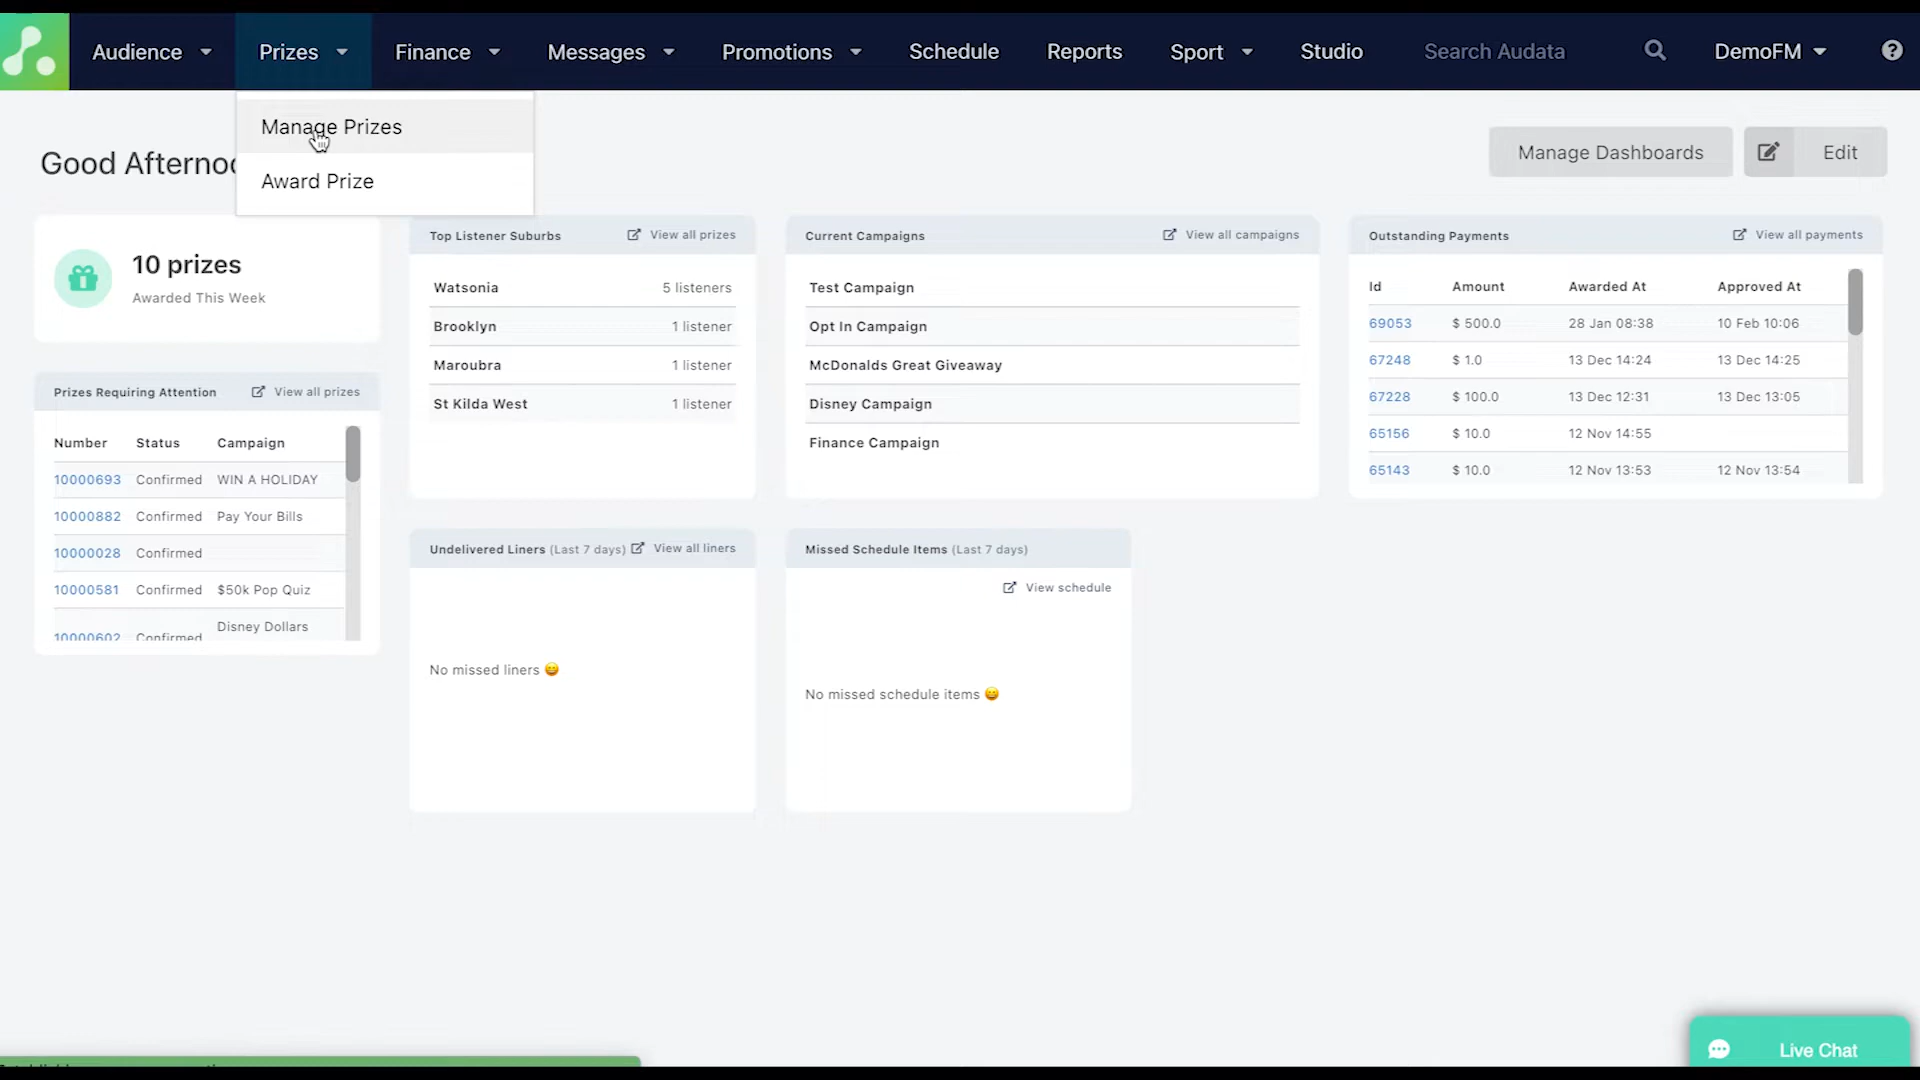 Audience Prizes Finance Messages Promotions Schedule Reports Sport Studio Search Audata DemoFM
Manage Prizes
Award Prize
Manage Dashboards Edit
10 prizes
Awarded This Week
Prizes Requiring Attention View all prizes
Number Status Campaign
10000693 Confirmed WIN A HOLIDAY
10000882 Confirmed Pay Your Bills
10000028 Confirmed
10000581 Confirmed $50k Pop Quiz
10000602 Confirmed Disney Dollars
Top Listener Suburbs View all prizes
Watsonia 5 listeners
Brooklyn 1 listener
Maroubra 1 listener
St Kilda West 1 listener
Current Campaigns View all campaigns
Test Campaign
Opt In Campaign
McDonalds Great Giveaway
Disney Campaign
Finance Campaign
Outstanding Payments View all payments
Id Amount Awarded At Approved At
69053 $ 500.0 28 Jan 08:38 10 Feb 10:06
67248 $ 1.0 13 Dec 14:24 13 Dec 14:25
67228 $ 100.0 13 Dec 12:31 13 Dec 13:05
65156 $ 10.0 12 Nov 14:55
65143 $ 10.0 12 Nov 13:53 12 Nov 13:54
Undelivered Liners (Last 7 days) View all liners
No missed liners 😄
Missed Schedule Items (Last 7 days)
View schedule
No missed schedule items 😄
Good
Live Chat